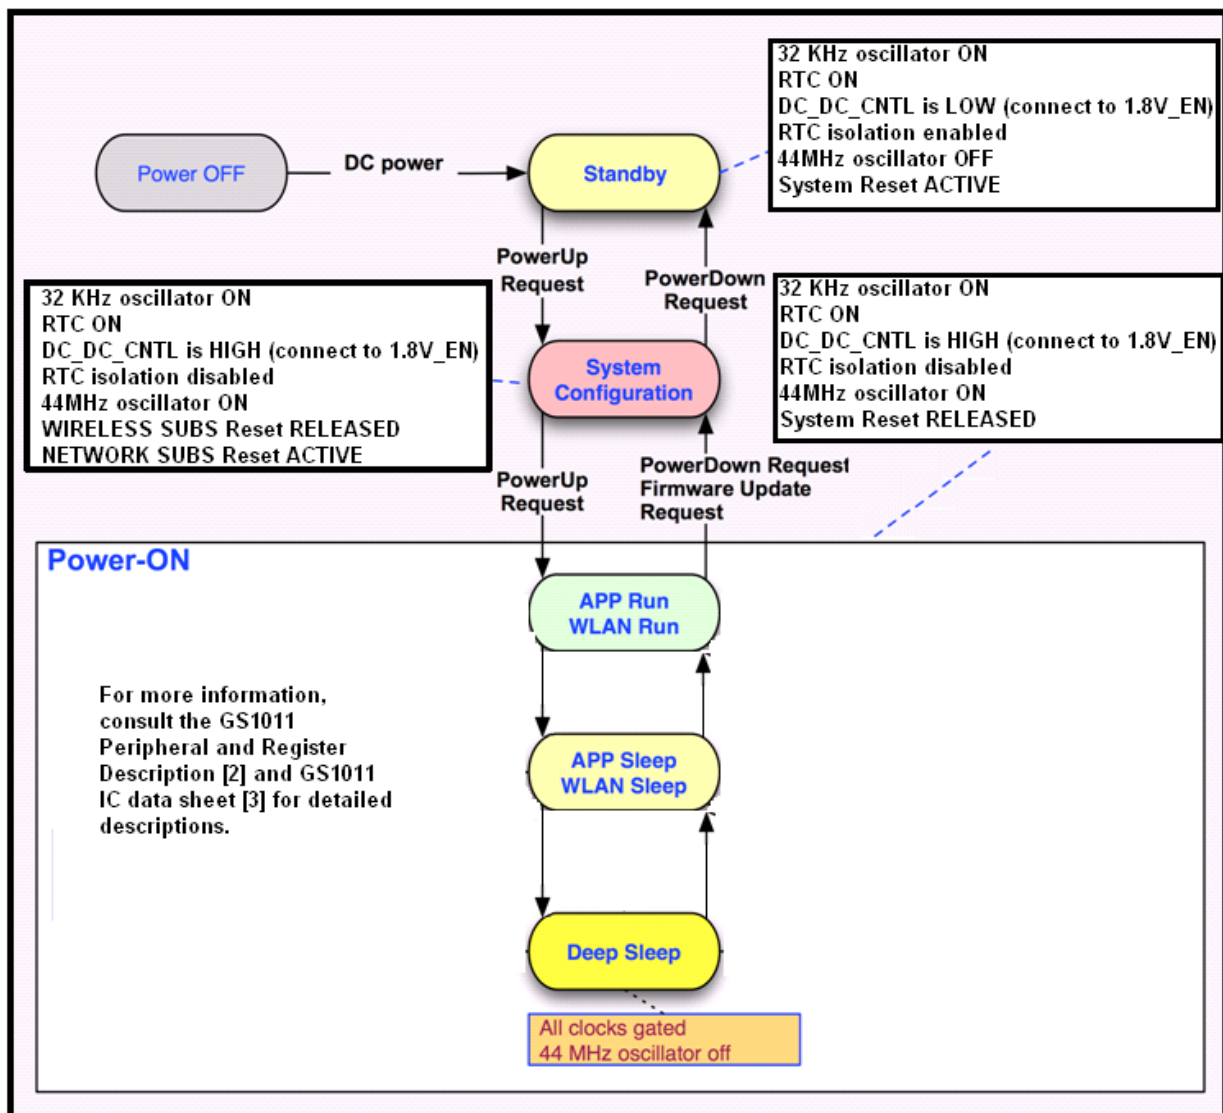 32 KHz oscillator ON
RTC ON
DC_DC_CNTL is LOW (connect to 1.8V_EN)
RTC isolation enabled
44MHz oscillator OFF
System Reset ACTIVE
Power OFF
DC power
Standby
PowerUp
Request
PowerDown
Request
32 KHz oscillator ON
RTC ON
DC_DC_CNTL is HIGH (connect to 1.8V_EN)
RTC isolation disabled
44MHz oscillator ON
WIRELESS SUBS Reset RELEASED
NETWORK SUBS Reset ACTIVE
System
Configuration
32 KHz oscillator ON
RTC ON
DC_DC_CNTL is HIGH (connect to 1.8V_EN)
RTC isolation disabled
44MHz oscillator ON
System Reset RELEASED
PowerUp
Request
PowerDown Request
Firmware Update
Request
Power-ON
APP Run
WLAN Run
For more information,
consult the GS1011
Peripheral and Register
Description [2] and GS1011
IC data sheet [3] for detailed
descriptions.
APP Sleep
WLAN Sleep
Deep Sleep
All clocks gated
44 MHz oscillator off